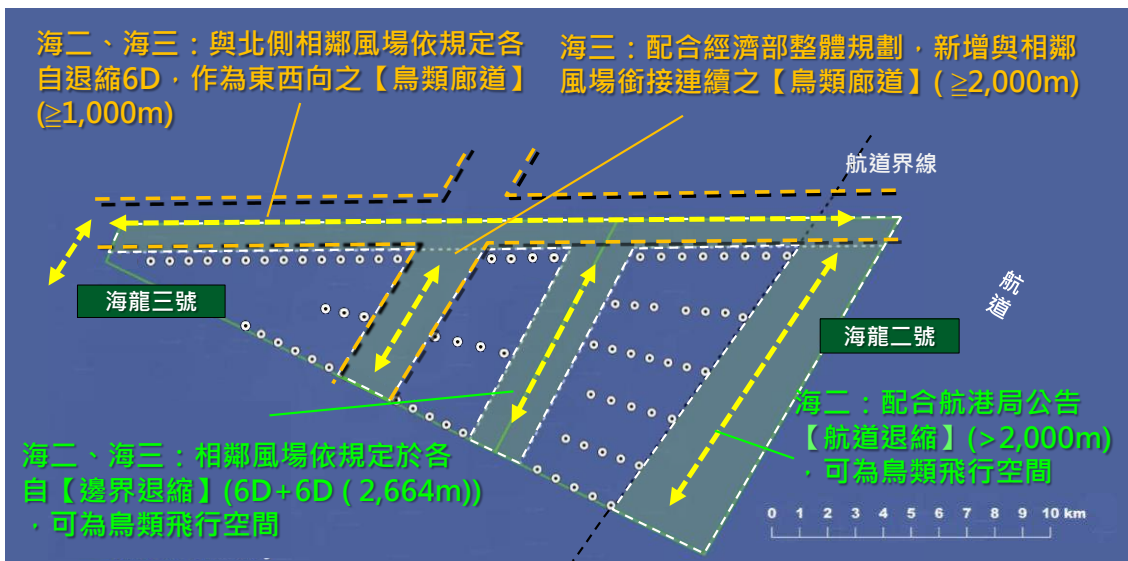 海二、海三：與北側相鄰風場依規定各
自退縮6D，作為東西向之【鳥類廊道】
(≧1,000m)
海三：配合經濟部整體規劃，新增與相鄰
風場銜接連續之【鳥類廊道】( ≧2,000m)
航道界線
航道
海龍三號
海龍二號
海二：配合航港局公告
【航道退縮】(>2,000m)
，可為鳥類飛行空間
海二、海三：相鄰風場依規定於各
自【邊界退縮】(6D+6D ( 2,664m))
，可為鳥類飛行空間
0 1 2 3 4 5 6 7 8 9 10 km